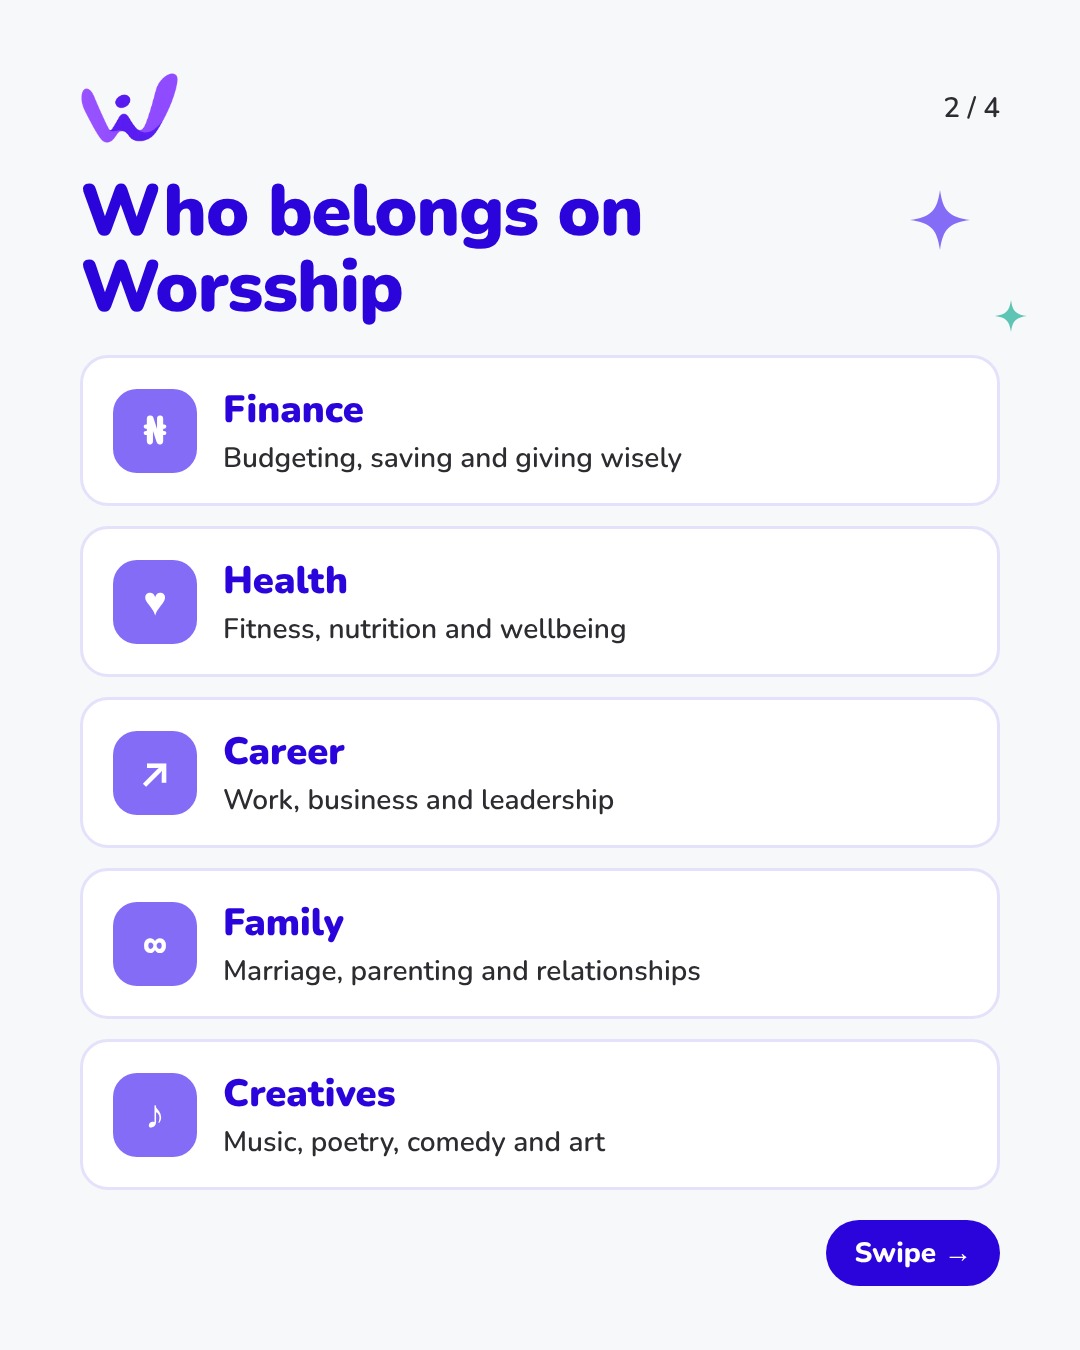 2 / 4
Who belongs on
Worsship
₦
Finance
Budgeting, saving and giving wisely
♥
Health
Fitness, nutrition and wellbeing
↗
Career
Work, business and leadership
∞
Family
Marriage, parenting and relationships
♪
Creatives
Music, poetry, comedy and art
Swipe →